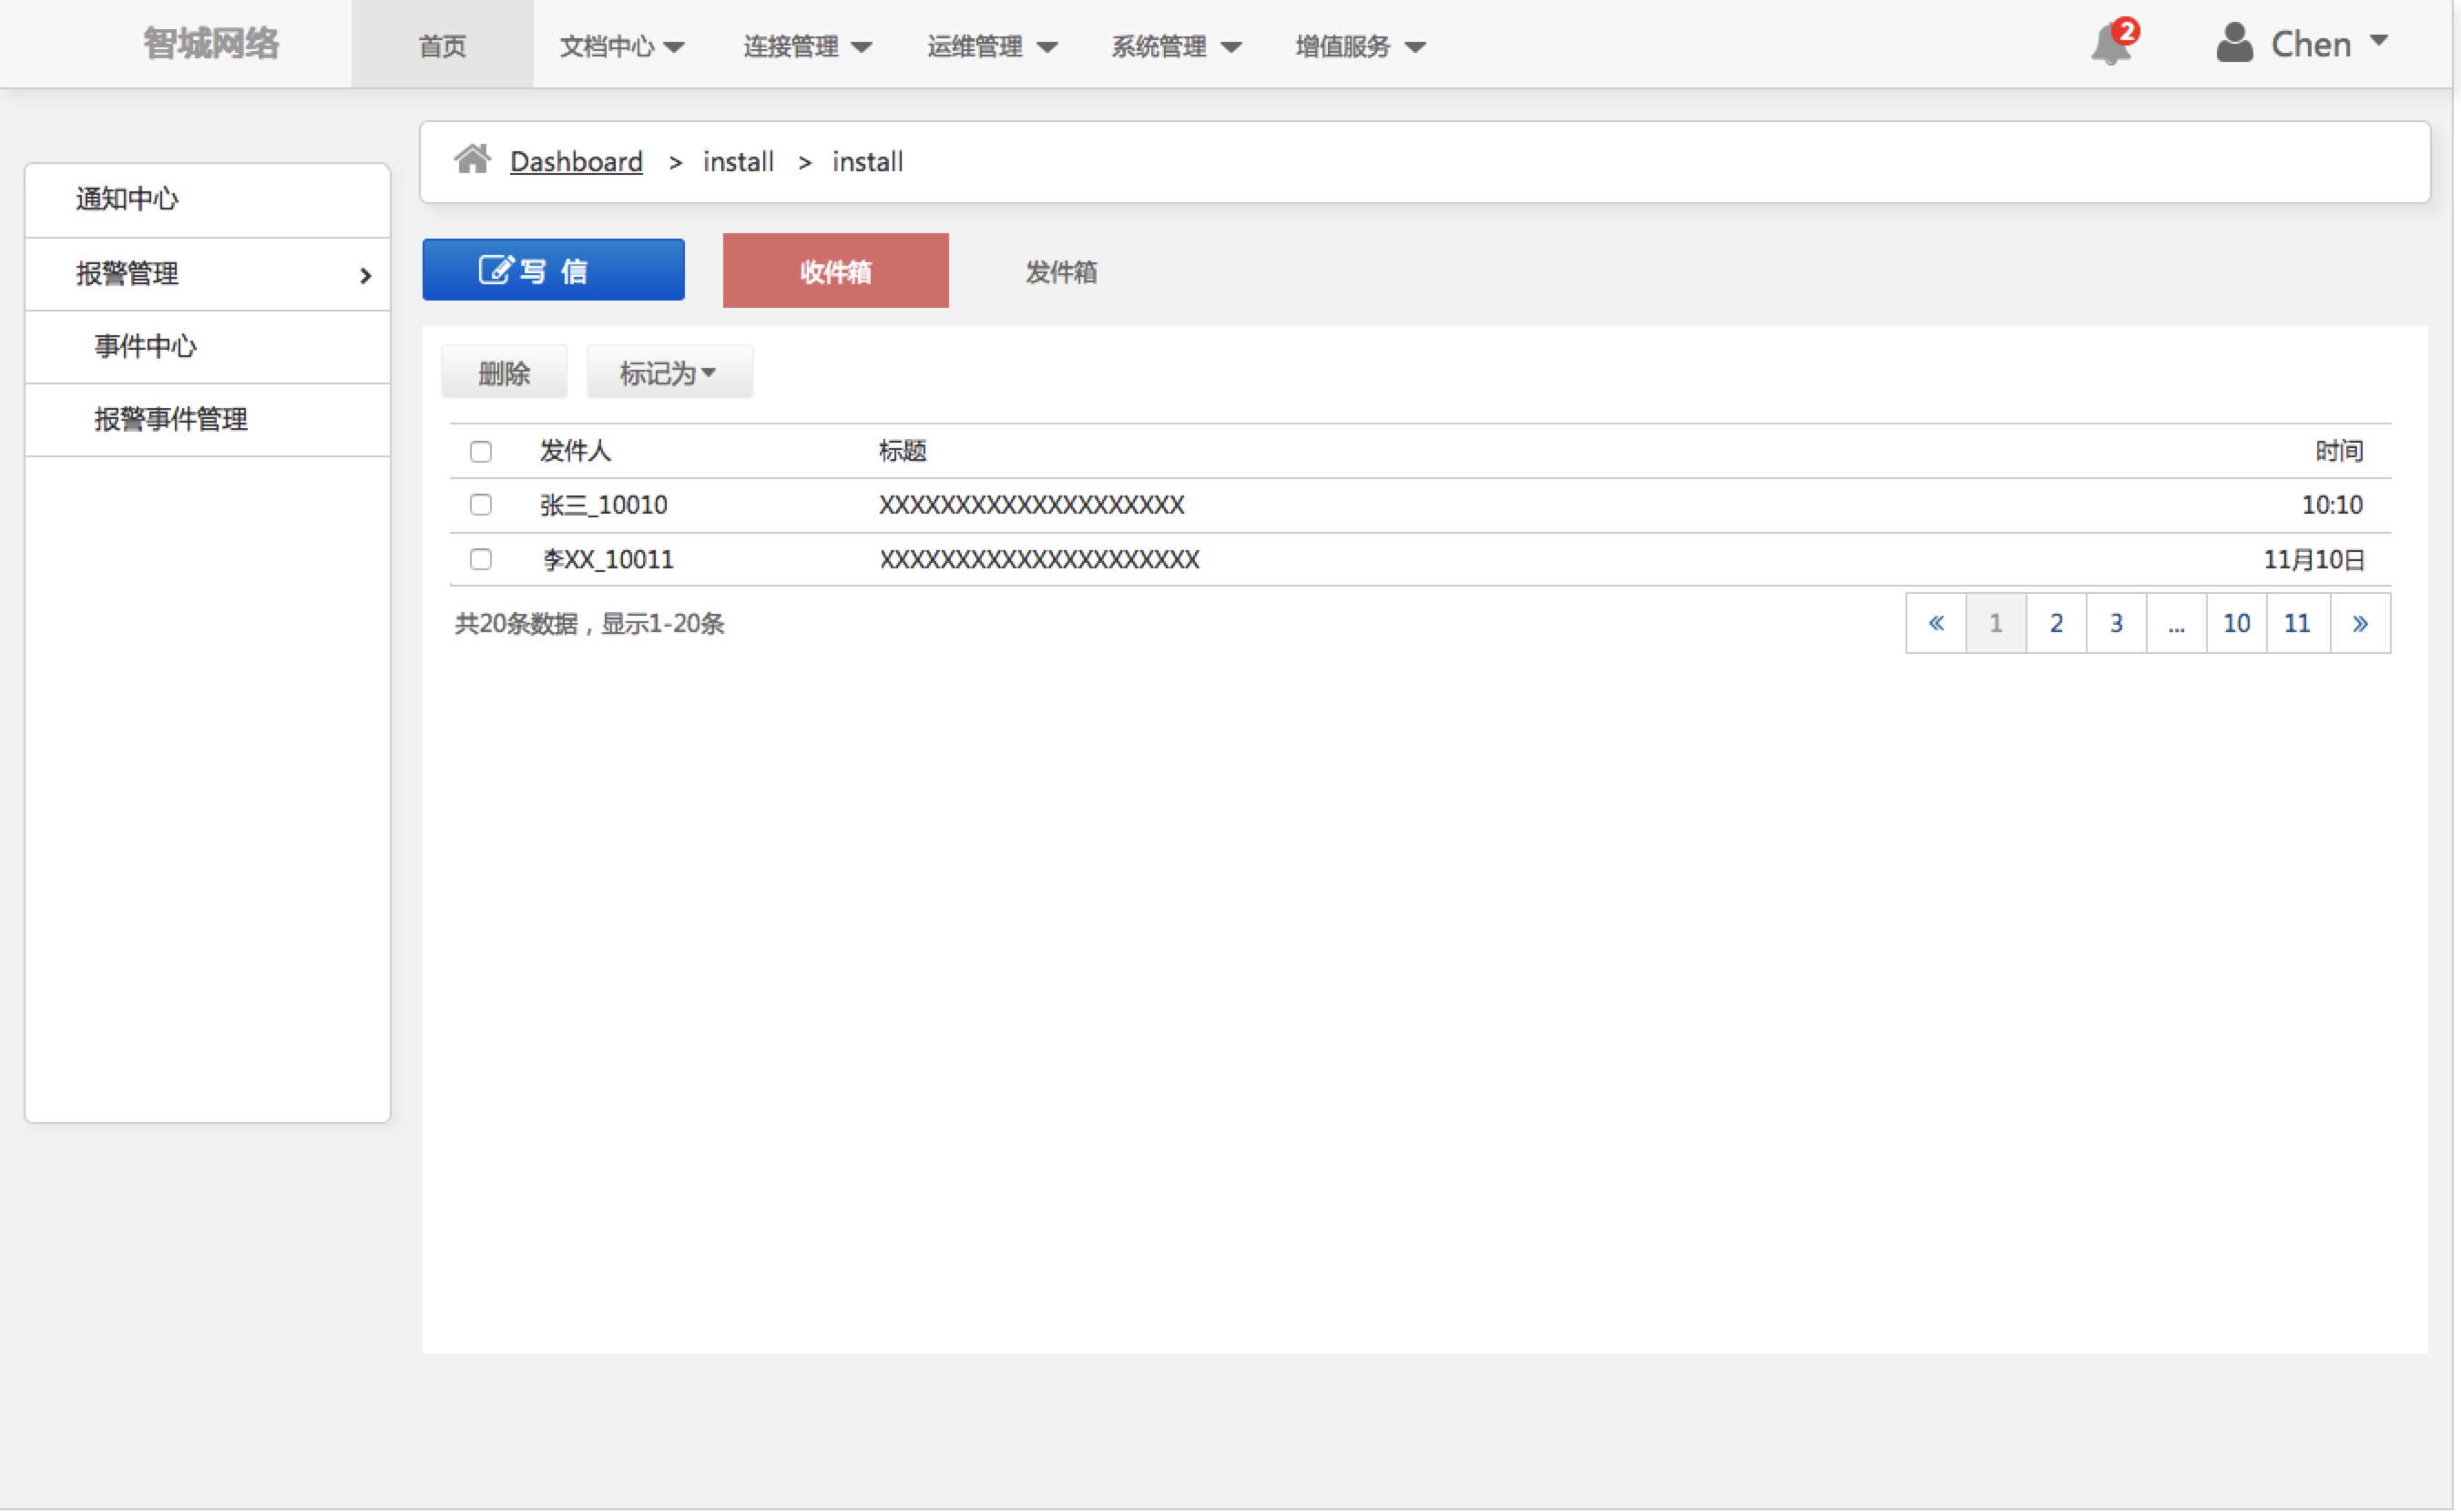 智城网络 首页 文档中心 连接管理 运维管理 系统管理 增值服务 2 Chen
Dashboard > install > install
通知中心
报警管理
事件中心
报警事件管理
写 信 收件箱 发件箱
删除 标记为
发件人 标题 时间
张三_10010 XXXXXXXXXXXXXXXXXXXX 10:10
李XX_10011 XXXXXXXXXXXXXXXXXXXXX 11月10日
共20条数据，显示1-20条 « 1 2 3 ... 10 11 »